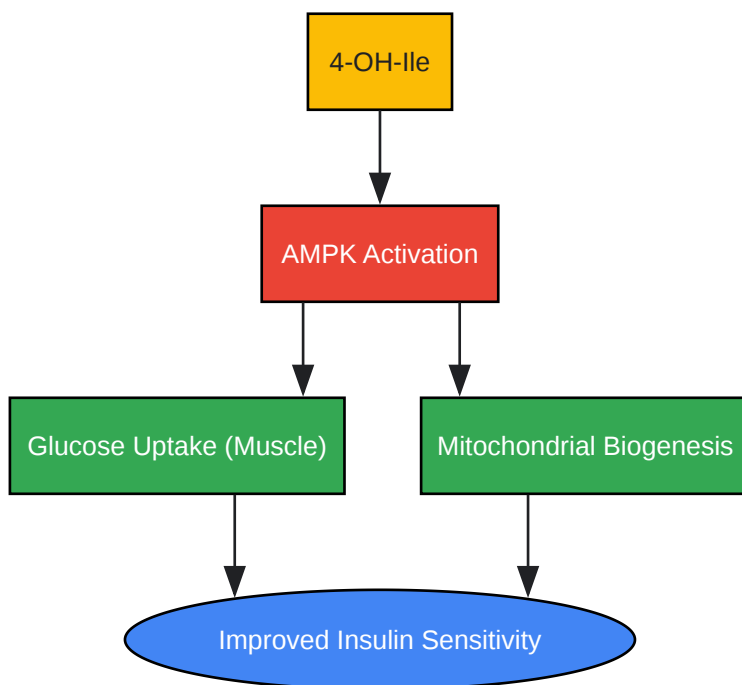 4-OH-Ile
AMPK Activation
Glucose Uptake (Muscle)
Mitochondrial Biogenesis
Improved Insulin Sensitivity